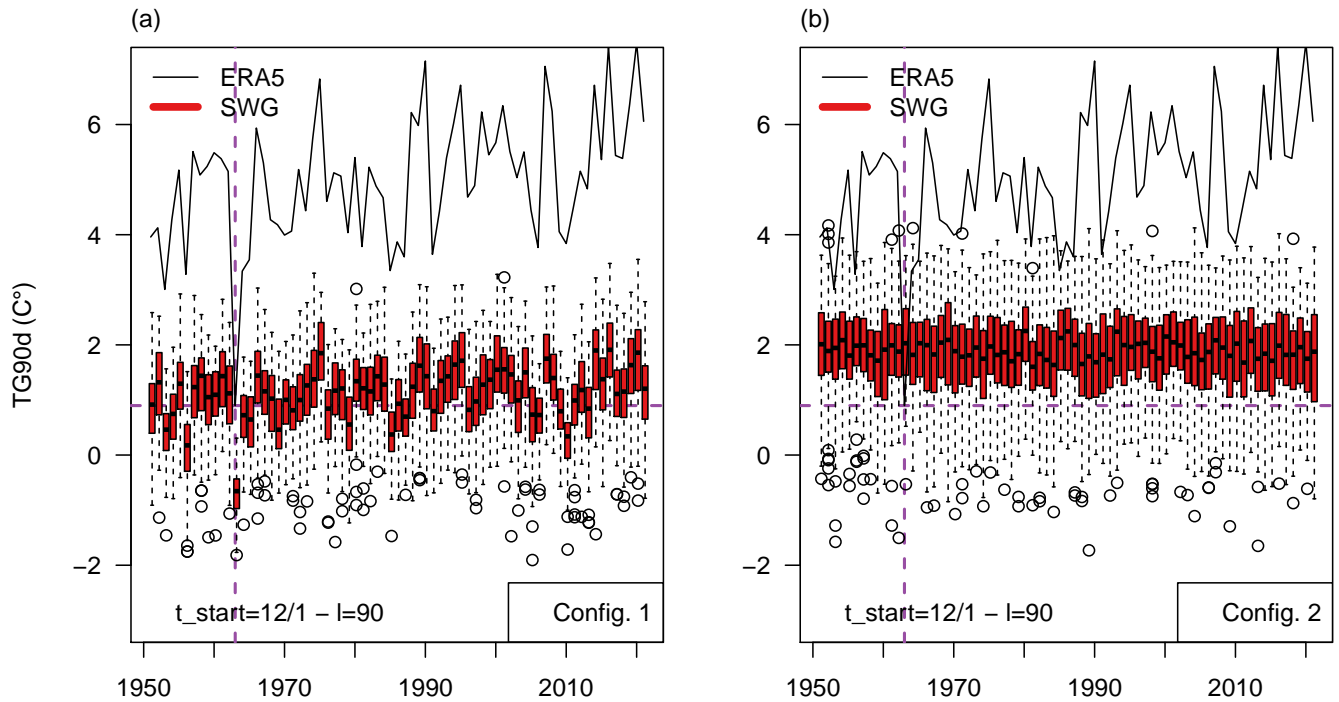 (a)
(b)
ERA5
SWG
ERA5
SWG
TG90d (C°)
6
4
2
0
−2
6
4
2
0
−2
t_start=12/1 − l=90
Config. 1
t_start=12/1 − l=90
Config. 2
1950
1970
1990
2010
1950
1970
1990
2010